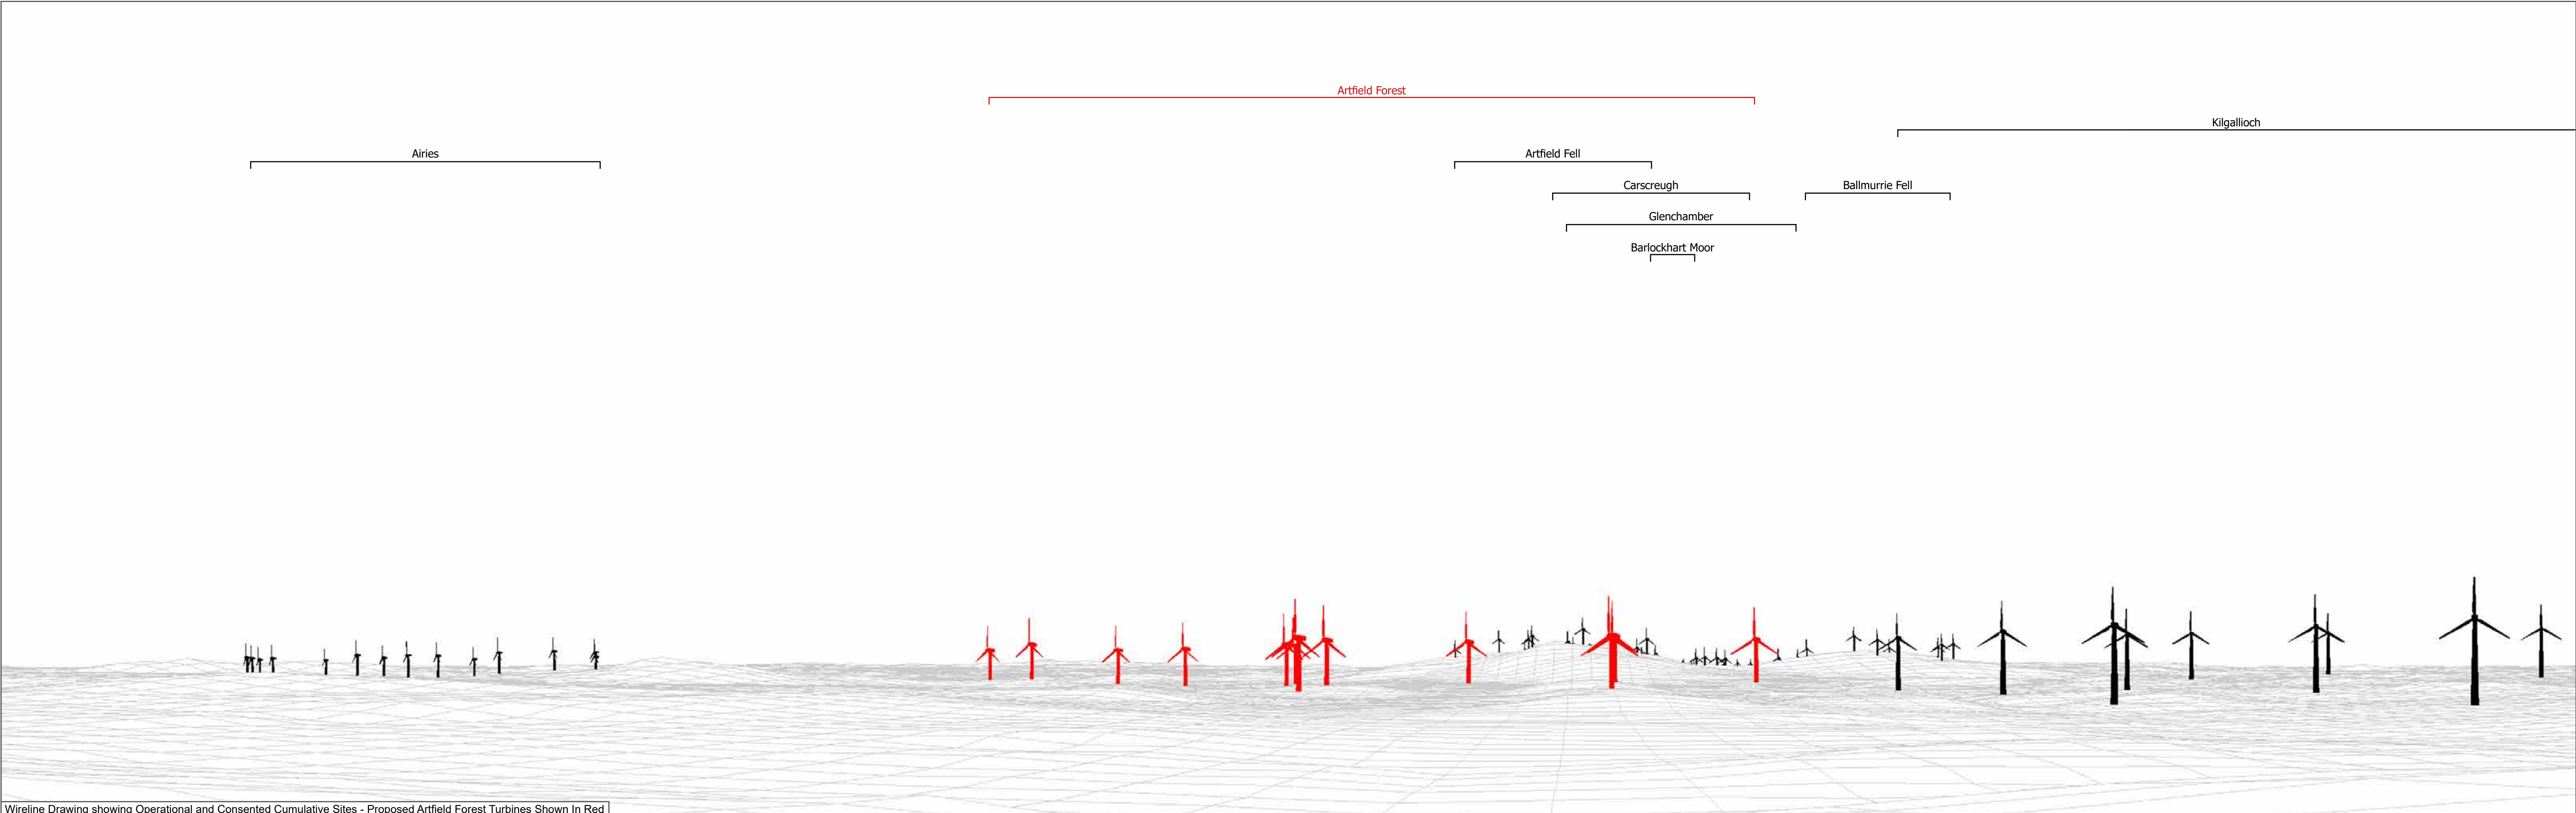 Artfield Forest
Kilgallioch
Airies
Artfield Fell
Carscreugh
Ballmurrie Fell
Glenchamber
Barlockhart Moor
Wireline Drawing showing Operational and Consented Cumulative Sites - Proposed Artfield Forest Turbines Shown In Red